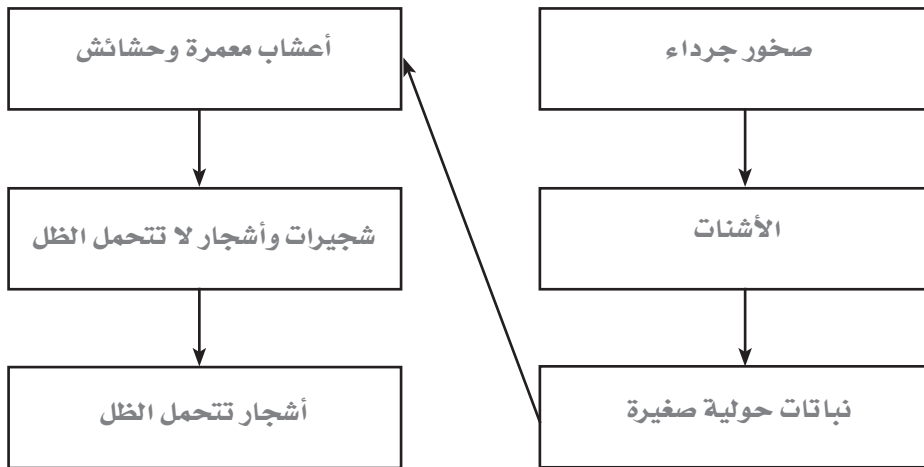 صخور جرداء
الأشنات
نباتات حولية صغيرة
أعشاب معمرة وحشائش
شجيرات وأشجار لا تتحمل الظل
أشجار تتحمل الظل